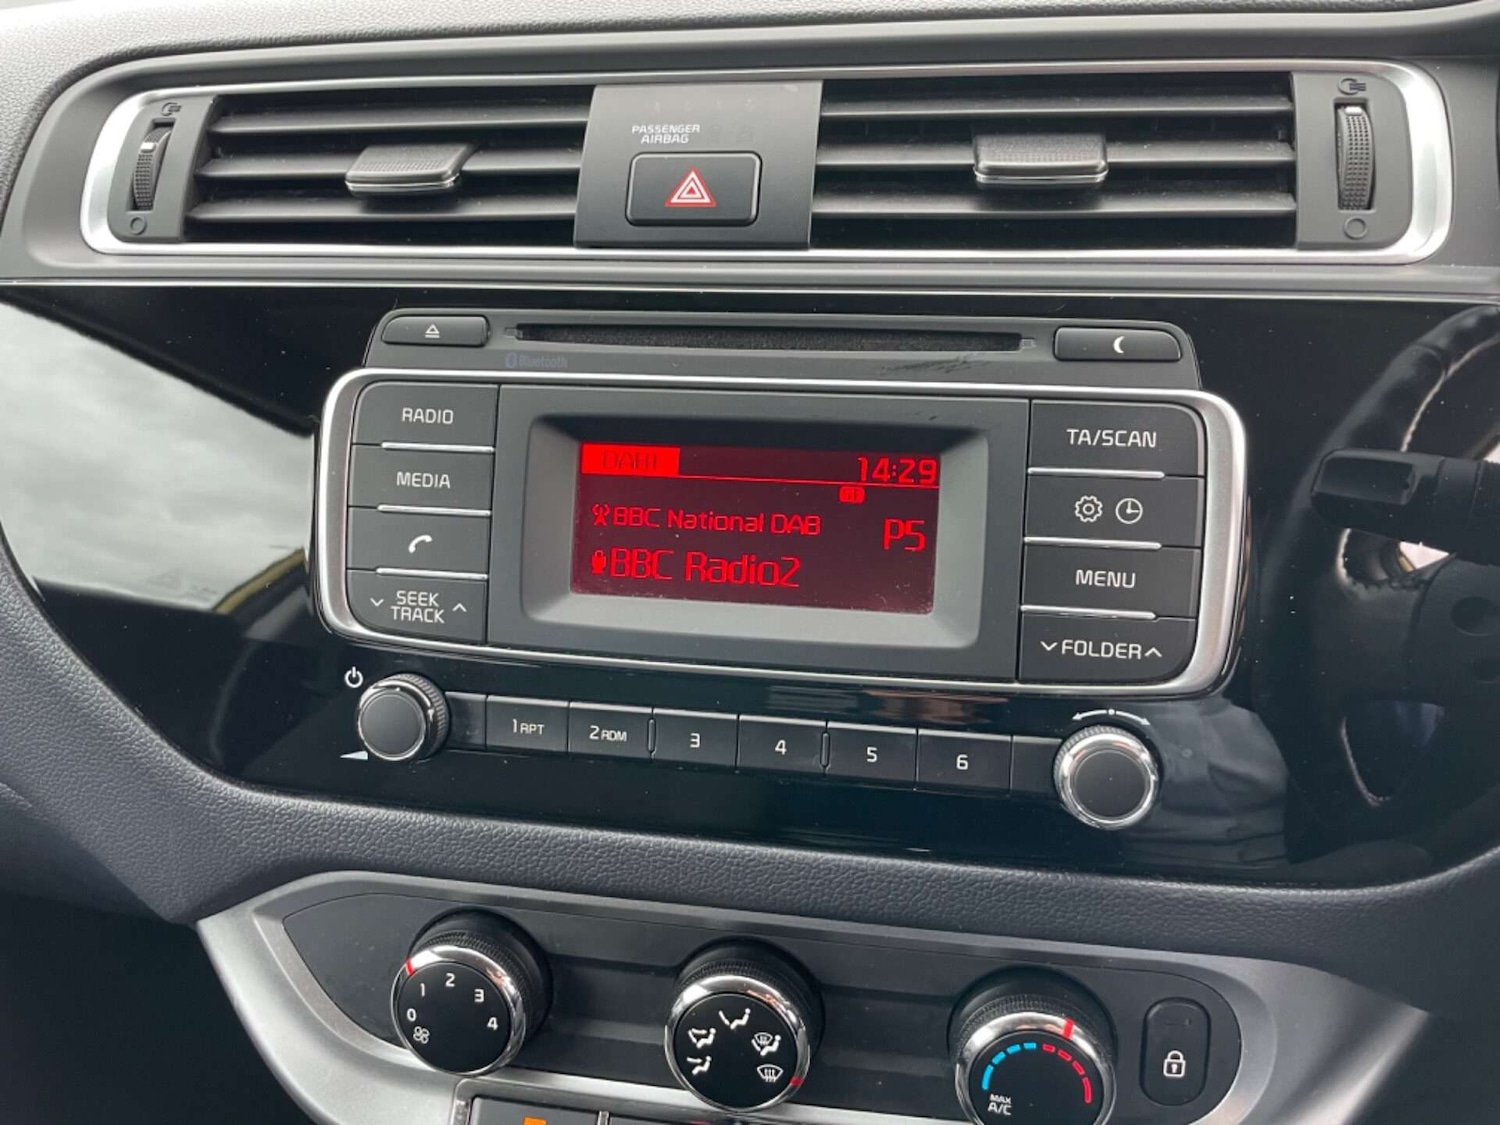 PASSENGER
AIRBAG
Bluetooth
RADIO
MEDIA
SEEK
TRACK
DAB1
14:29
BBC National DAB
P5
BBC Radio2
TA/SCAN
MENU
FOLDER
1 RPT
2 RDM
3
4
5
6
0
1
2
3
4
MAX
A/C